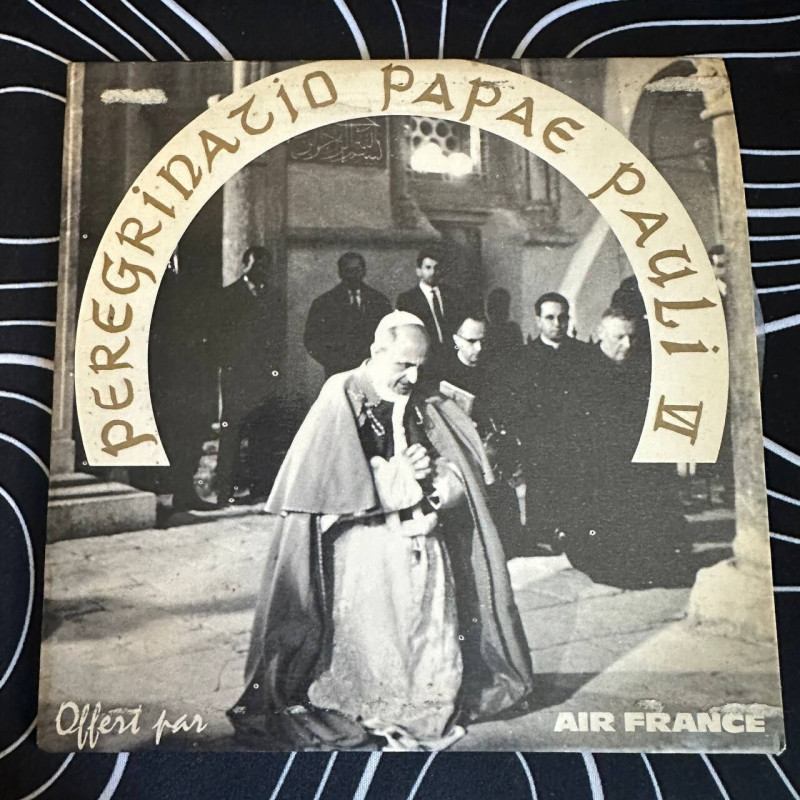 PEREGRINATIO PAPAE PAULI VI
Offert par
AIR FRANCE